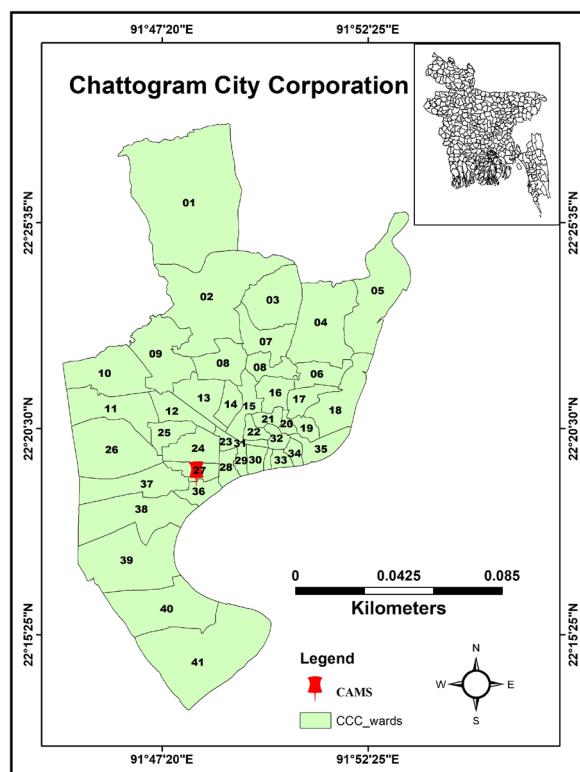 91°47'20"E 91°52'25"E
Chattogram City Corporation
01
22°25'35"N 22°25'35"N
05
02 03
04
07
09
08 08
10 06
13 16
11 12 14 15 17
18
21
20
22°20'30"N 22°20'30"N
25 22 19
23 31 32
26 24 35
34
27 28 29 30 33
37
36
38
39
0 0.0425 0.085
Kilometers
40
22°15'25"N 22°15'25"N
41
Legend
CAMS
CCC_wards
N
W E
S
91°47'20"E 91°52'25"E